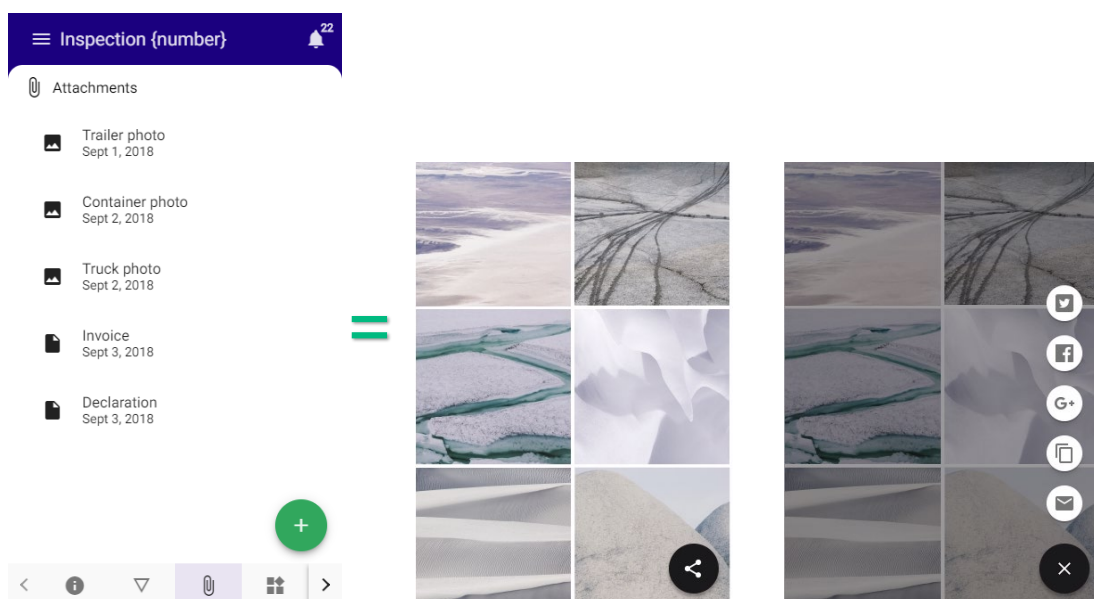 Inspection {number}
22
Attachments
Trailer photo
Sept 1, 2018
Container photo
Sept 2, 2018
Truck photo
Sept 2, 2018
Invoice
Sept 3, 2018
Declaration
Sept 3, 2018
G+